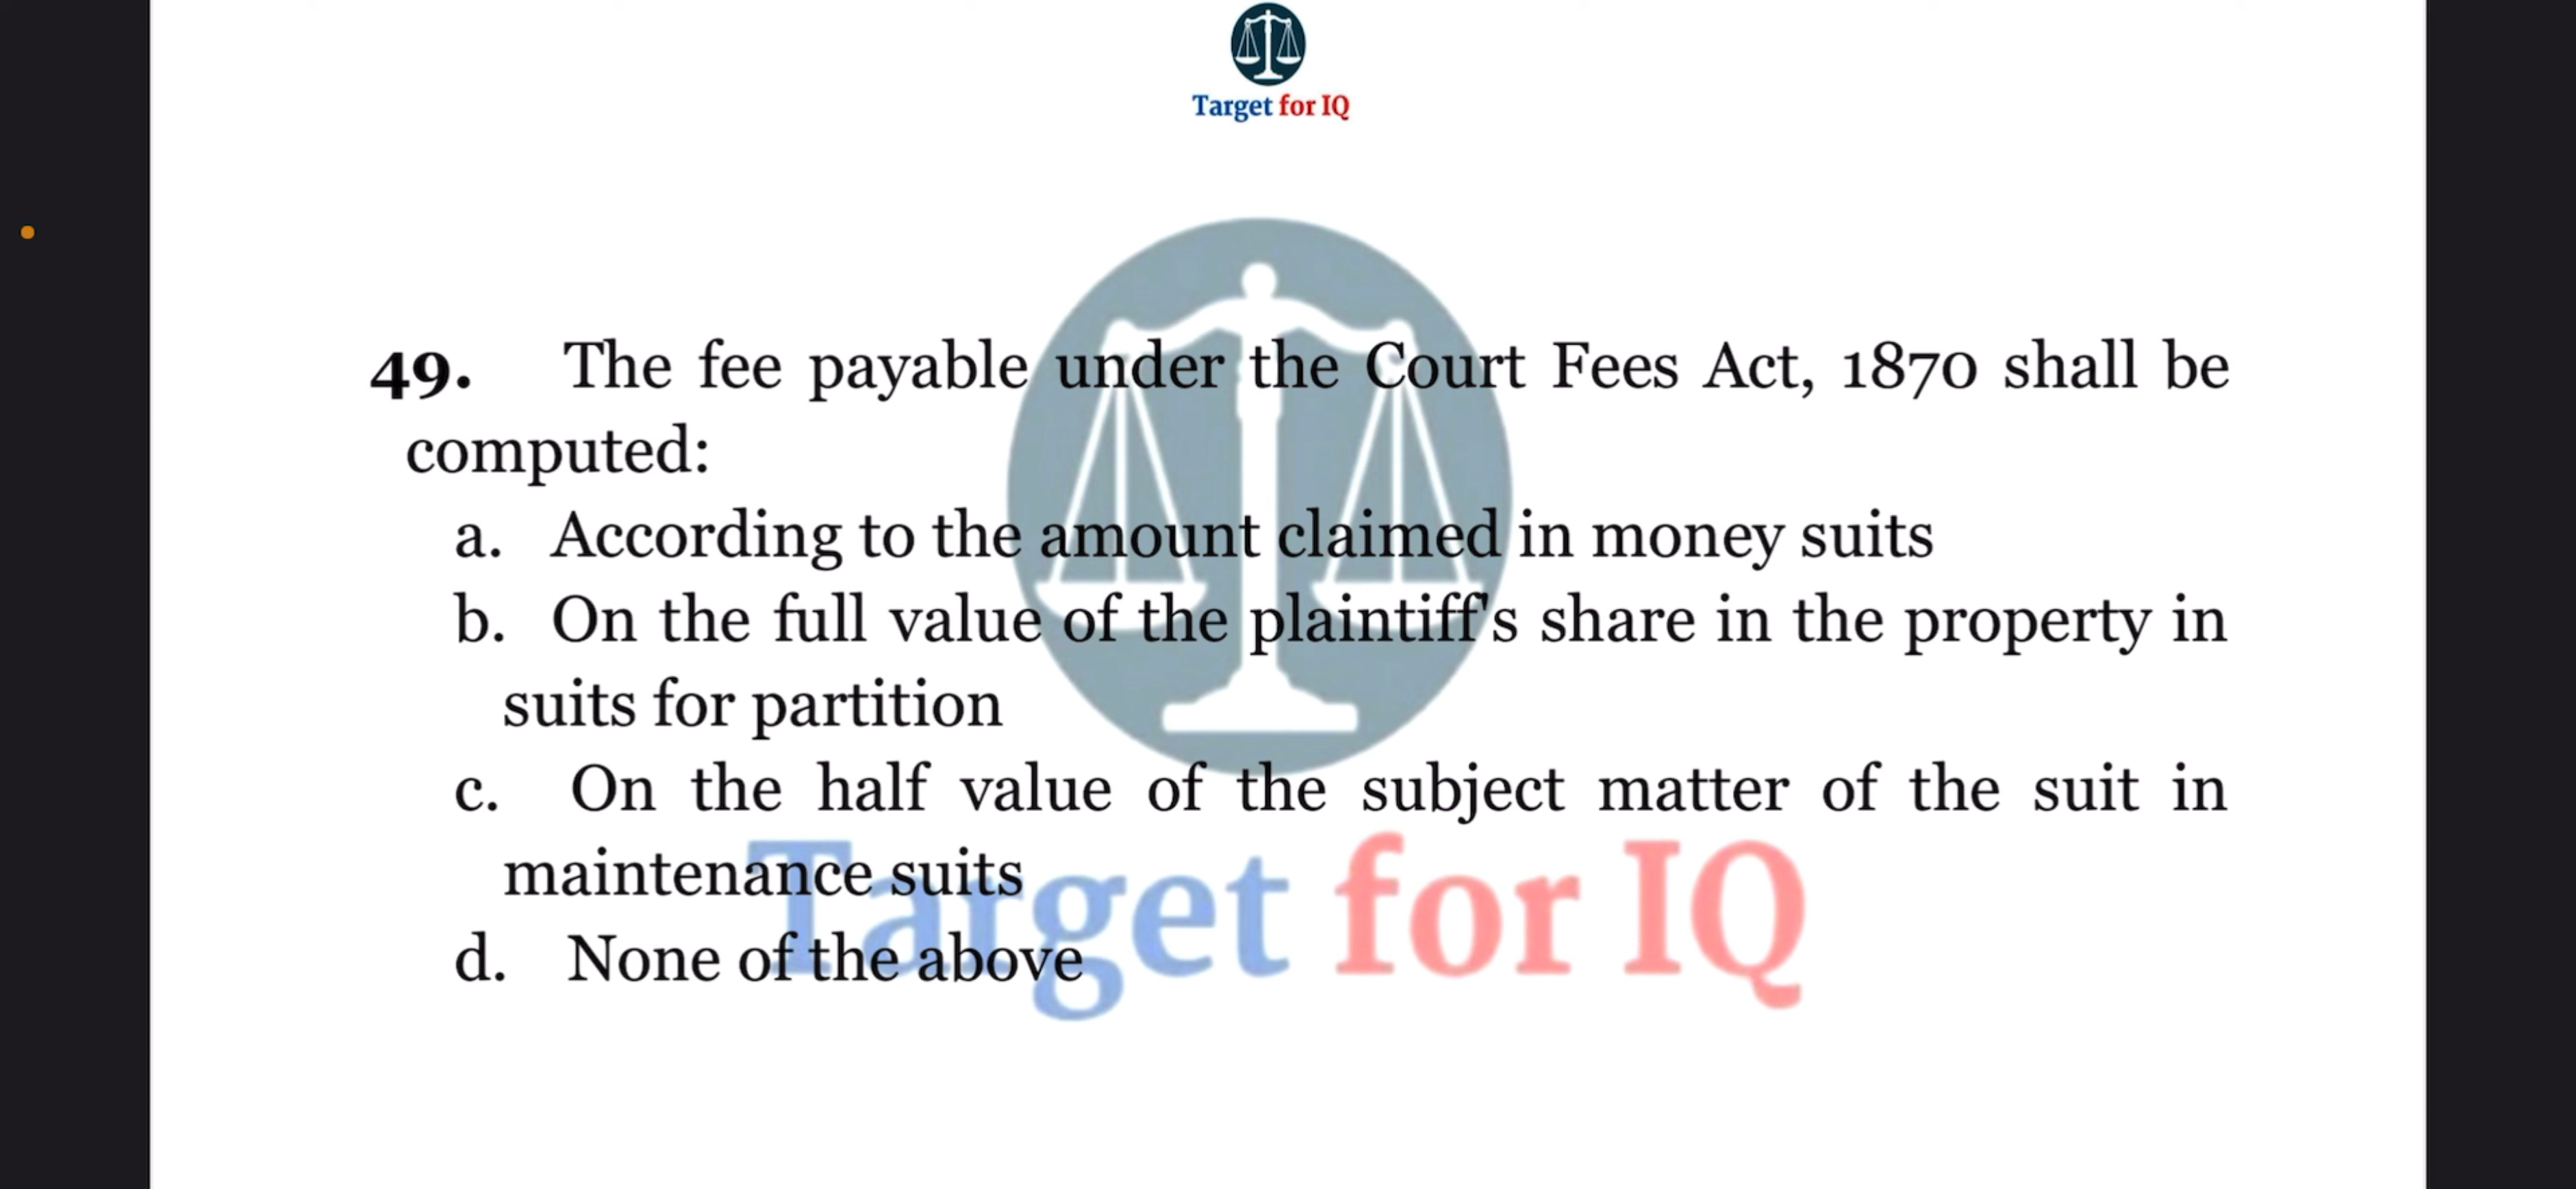 Target for IQ
49. The fee payable under the Court Fees Act, 1870 shall be
computed:
a. According to the amount claimed in money suits
b. On the full value of the plaintiff's share in the property in
suits for partition
c. On the half value of the subject matter of the suit in
maintenance suits
d. None of the above
Target for IQ